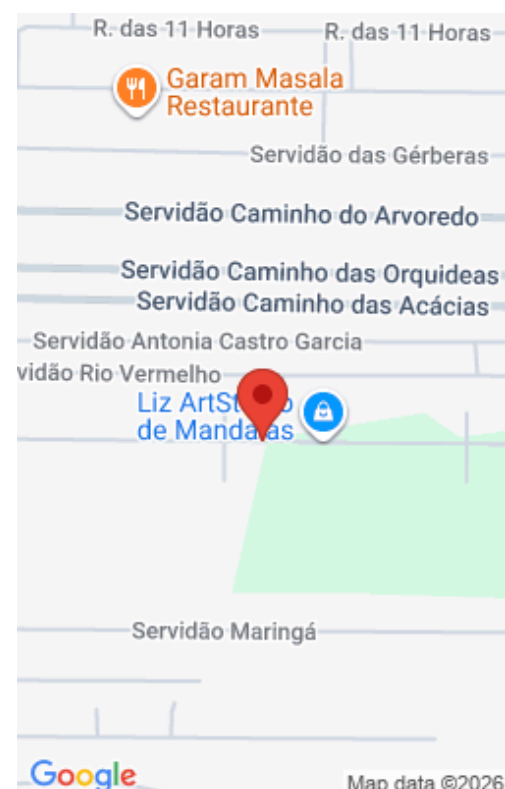 R. das 11 Horas
R. das 11 Horas
Garam Masala
Restaurante
Servidão das Gérberas
Servidão Caminho do Arvoredo
Servidão Caminho das Orquideas
Servidão Caminho das Acácias
Servidão Antonia Castro Garcia
vidão Rio Vermelho
Liz
de
Servidão Maringá
Google
Map data ©2026